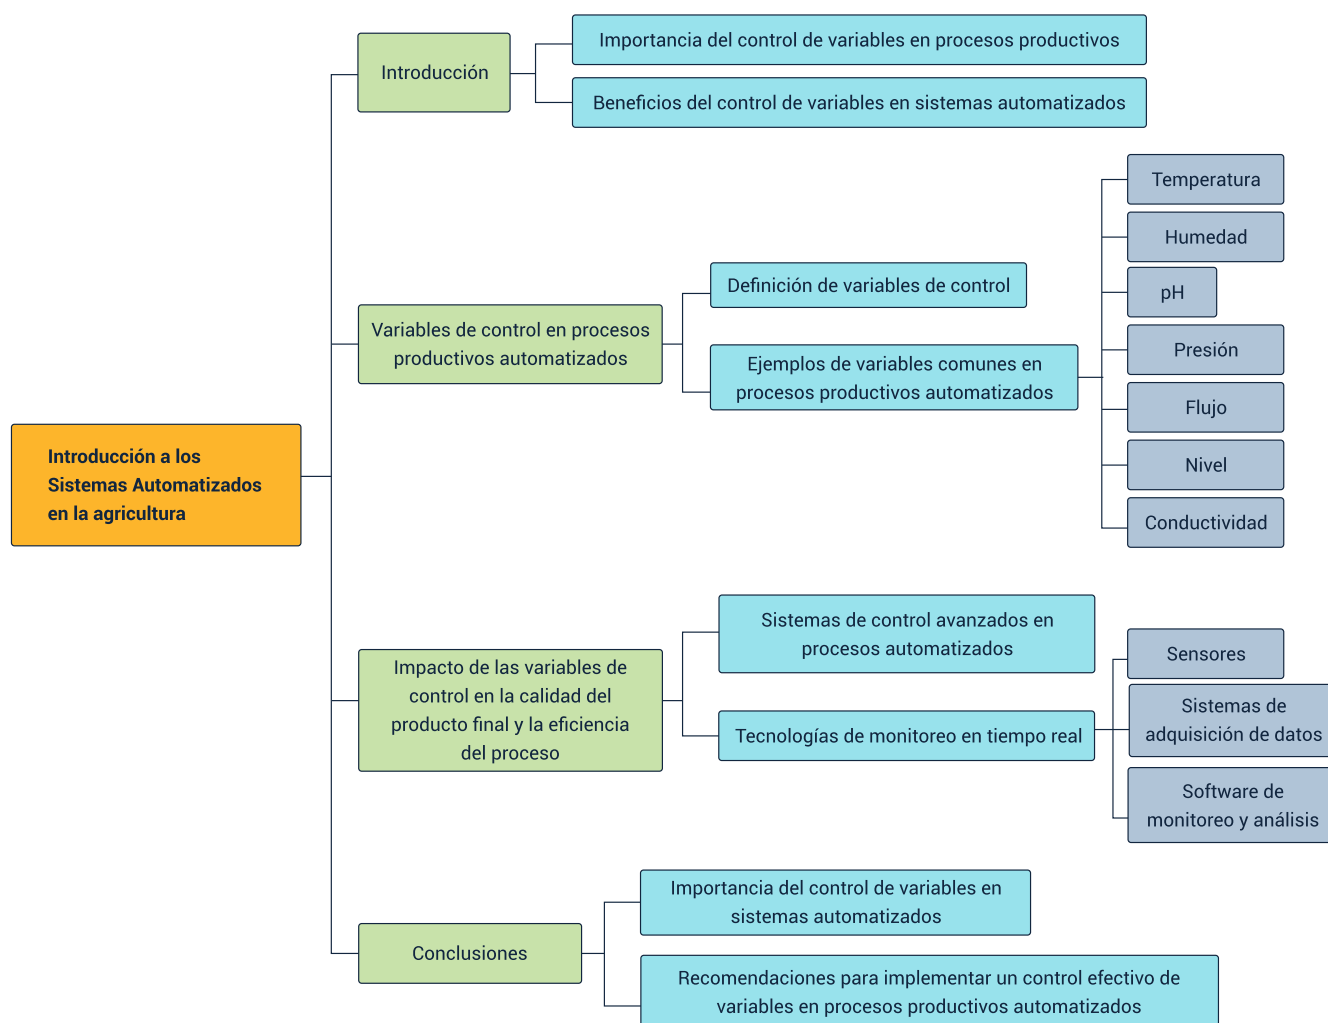 Introducción a los
Sistemas Automatizados
en la agricultura
Introducción
Importancia del control de variables en procesos productivos
Beneficios del control de variables en sistemas automatizados
Variables de control en procesos
productivos automatizados
Definición de variables de control
Ejemplos de variables comunes en
procesos productivos automatizados
Temperatura
Humedad
pH
Presión
Flujo
Nivel
Conductividad
Impacto de las variables de
control en la calidad del
producto final y la eficiencia
del proceso
Sistemas de control avanzados en
procesos automatizados
Tecnologías de monitoreo en tiempo real
Sensores
Sistemas de
adquisición de datos
Software de
monitoreo y análisis
Conclusiones
Importancia del control de variables en
sistemas automatizados
Recomendaciones para implementar un control efectivo de
variables en procesos productivos automatizados